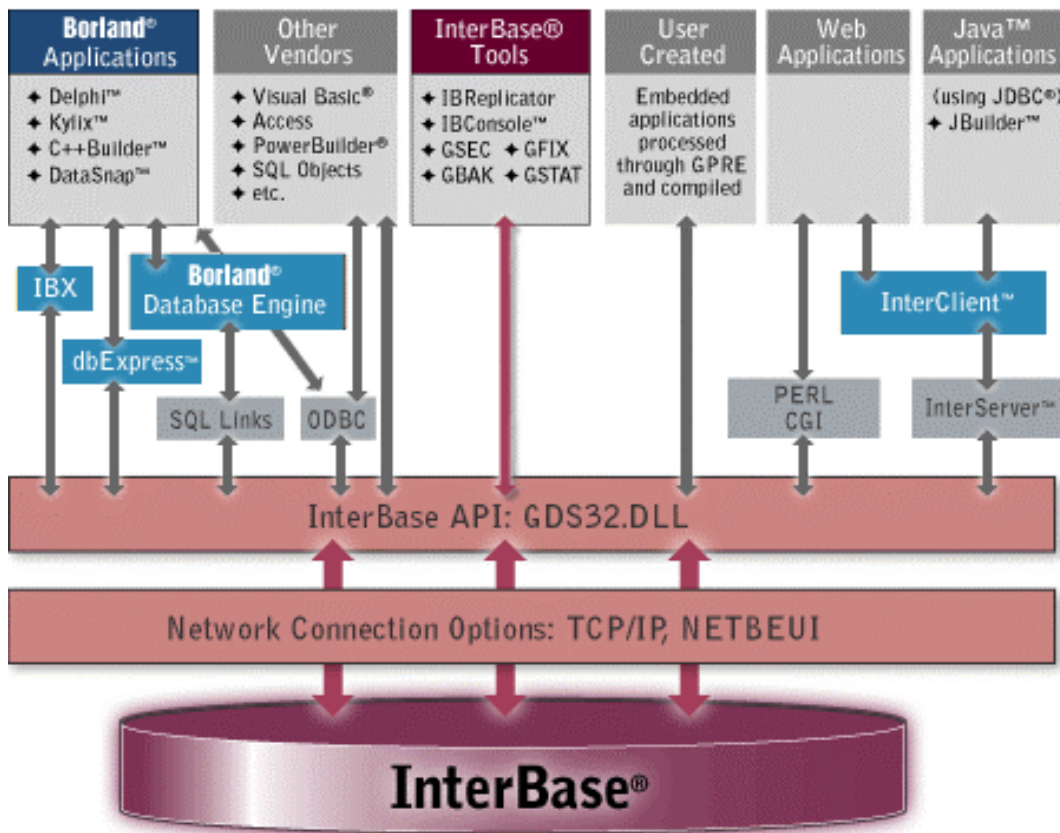 Borland®
Applications
✦ Delphi™
✦ Kylix™
✦ C++Builder™
✦ DataSnap™
Other
Vendors
✦ Visual Basic®
✦ Access
✦ PowerBuilder®
✦ SQL Objects
✦ etc.
InterBase®
Tools
✦ IBReplicator
✦ IBConsole™
✦ GSEC ✦ GFIX
✦ GBAK ✦ GSTAT
User
Created
Embedded
applications
processed
through GPRE
and compiled
Web
Applications
Java™
Applications
(using JDBC®)
✦ JBuilder™
IBX
Borland®
Database Engine
InterClient™
dbExpress™
SQL Links
ODBC
PERL
CGI
InterServer™
InterBase API: GDS32.DLL
Network Connection Options: TCP/IP, NETBEUI
InterBase®